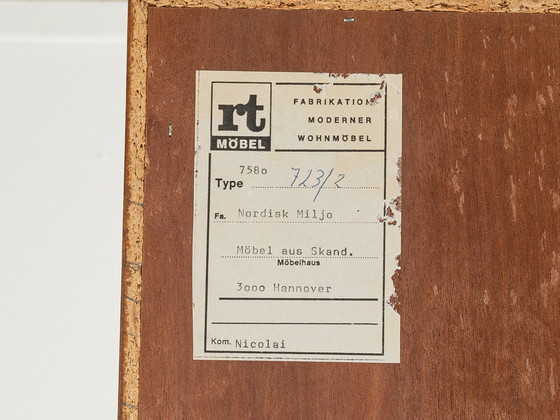 rt
MÖBEL
FABRIKATION
MODERNER
WOHNMÖBEL
7580
Type 723/2
Fa. Nordisk Miljo
Möbel aus Skand.
Möbelhaus
3000 Hannover
Kom. Nicolai